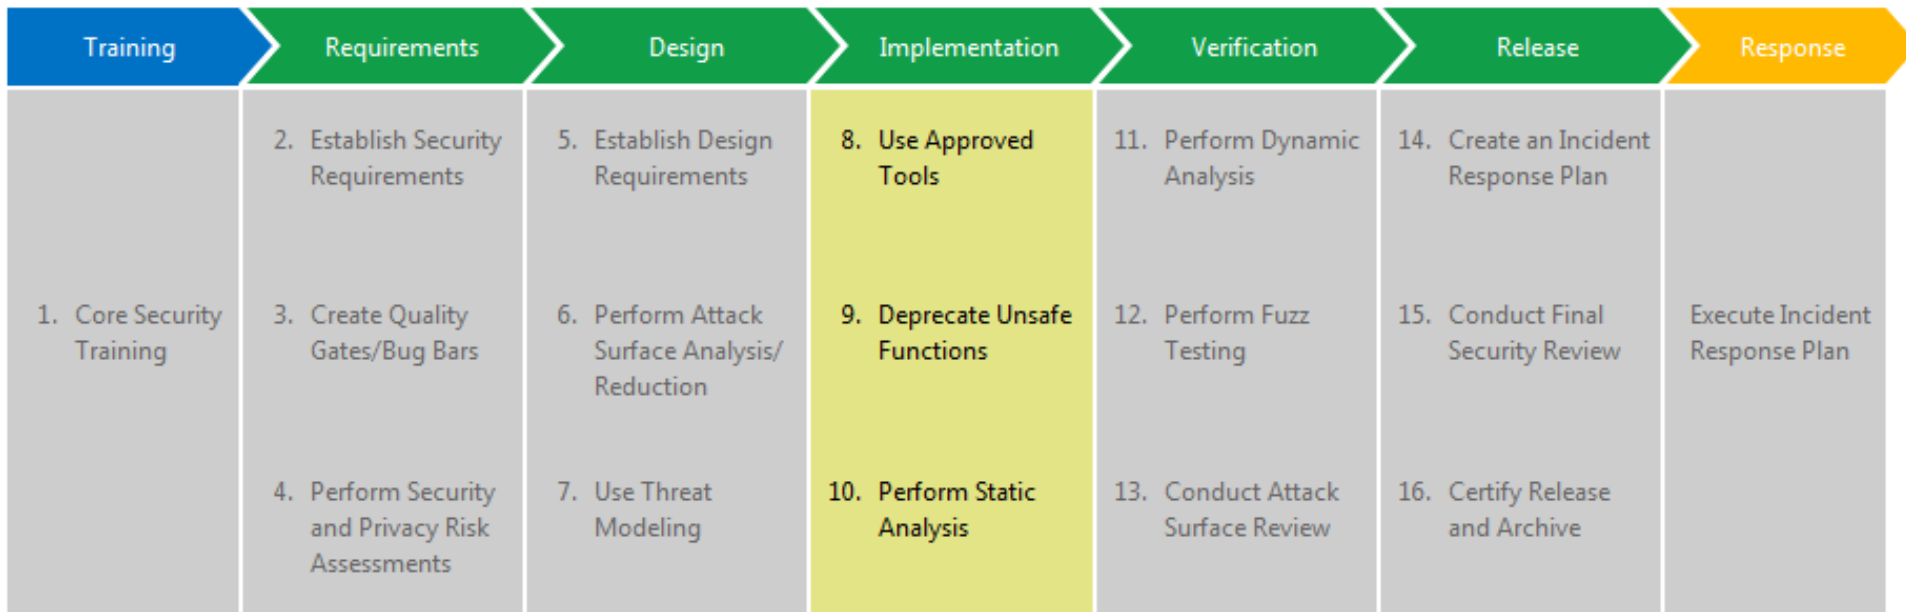 Training
Requirements
Design
Implementation
Verification
Release
Response
1. Core Security
Training
2. Establish Security
Requirements
3. Create Quality
Gates/Bug Bars
4. Perform Security
and Privacy Risk
Assessments
5. Establish Design
Requirements
6. Perform Attack
Surface Analysis/
Reduction
7. Use Threat
Modeling
8. Use Approved
Tools
9. Deprecate Unsafe
Functions
10. Perform Static
Analysis
11. Perform Dynamic
Analysis
12. Perform Fuzz
Testing
13. Conduct Attack
Surface Review
14. Create an Incident
Response Plan
15. Conduct Final
Security Review
16. Certify Release
and Archive
Execute Incident
Response Plan